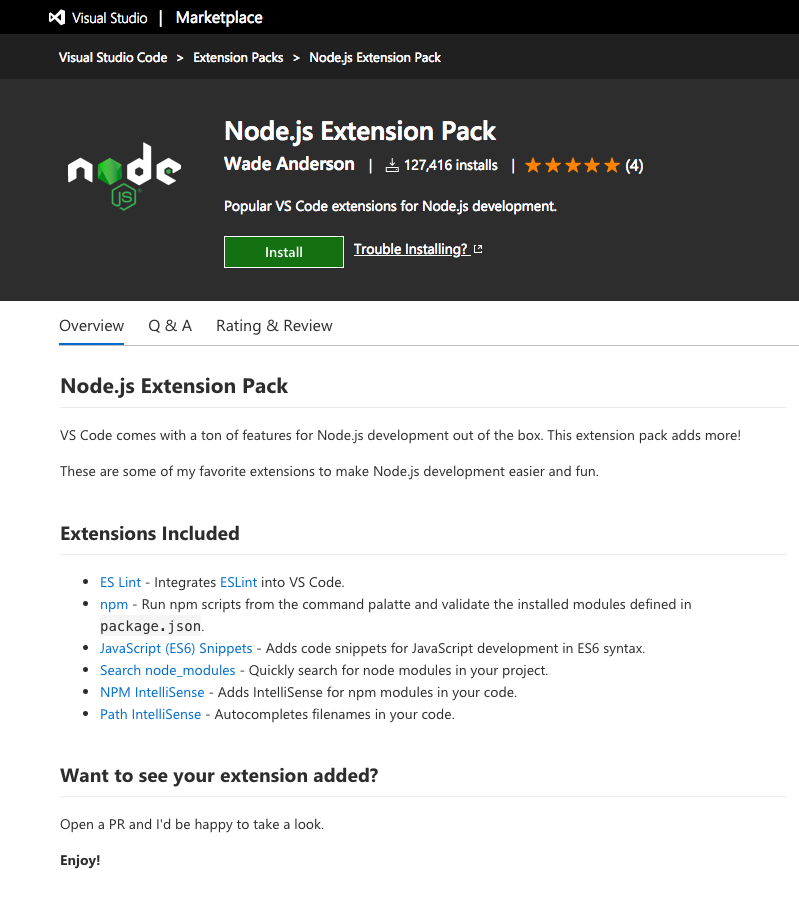 Visual Studio | Marketplace
Visual Studio Code > Extension Packs > Node.js Extension Pack
node
JS
Node.js Extension Pack
Wade Anderson | 127,416 installs | (4)
Popular VS Code extensions for Node.js development.
Install Trouble Installing?
Overview Q & A Rating & Review
Node.js Extension Pack
VS Code comes with a ton of features for Node.js development out of the box. This extension pack adds more!
These are some of my favorite extensions to make Node.js development easier and fun.
Extensions Included
• ES Lint - Integrates ESLint into VS Code.
• npm - Run npm scripts from the command palatte and validate the installed modules defined in
package.json.
• JavaScript (ES6) Snippets - Adds code snippets for JavaScript development in ES6 syntax.
• Search node_modules - Quickly search for node modules in your project.
• NPM IntelliSense - Adds IntelliSense for npm modules in your code.
• Path IntelliSense - Autocompletes filenames in your code.
Want to see your extension added?
Open a PR and I'd be happy to take a look.
Enjoy!